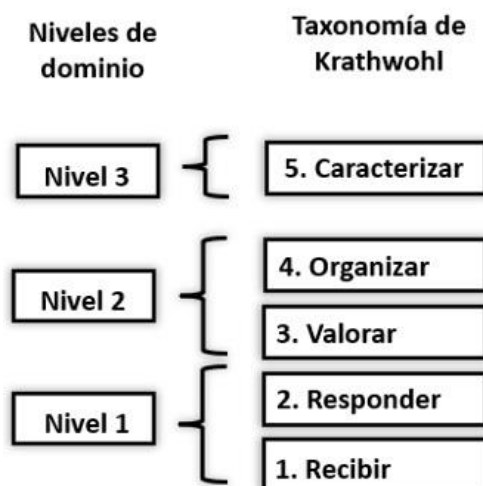 Niveles de
dominio
Taxonomía de
Krathwohl
Nivel 3
5. Caracterizar
Nivel 2
4. Organizar
3. Valorar
Nivel 1
2. Responder
1. Recibir